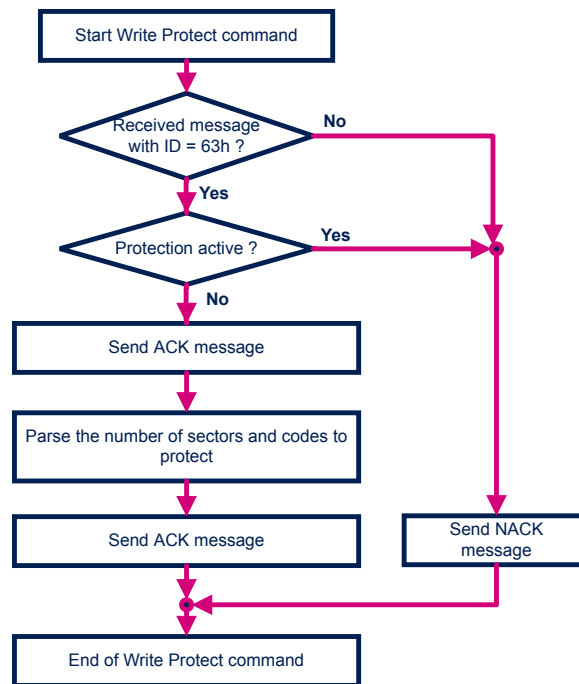 Start Write Protect command
Received message
with ID = 63h ?
No
Yes
Protection active ?
Yes
No
Send ACK message
Parse the number of sectors and codes to
protect
Send ACK message
Send NACK
message
End of Write Protect command